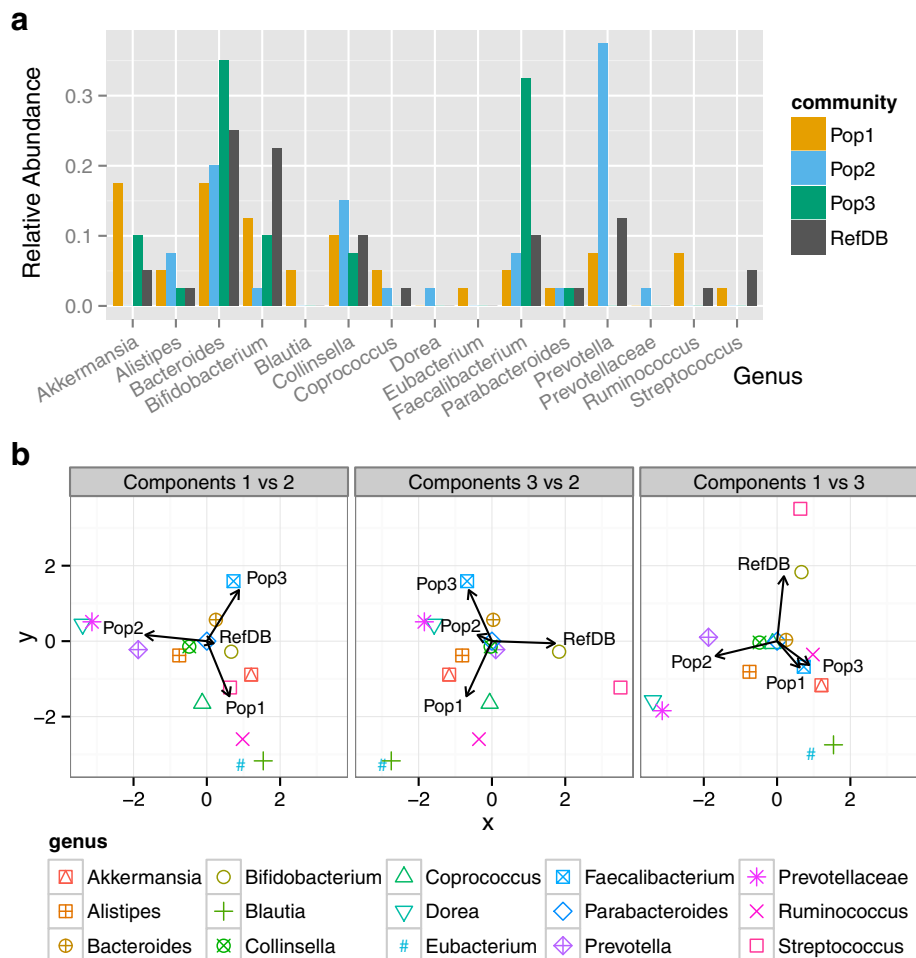 a
Relative Abundance
0.3
0.2
0.1
0.0
Akkermansia
Alistipes
Bacteroides
Bifidobacterium
Blautia
Collinsella
Coprococcus
Dorea
Eubacterium
Faecalibacterium
Parabacteroides
Prevotella
Prevotellaceae
Ruminococcus
Streptococcus
Genus
community
Pop1
Pop2
Pop3
RefDB
b
Components 1 vs 2
Components 3 vs 2
Components 1 vs 3
y
2
0
−2
Pop3
Pop2
RefDB
Pop1
#
−2 0 2
Pop3
Pop2
RefDB
Pop1
#
−2 0 2
RefDB
Pop2
Pop3
Pop1
#
−2 0 2
x
genus
Akkermansia Bifidobacterium Coprococcus Faecalibacterium Prevotellaceae
Alistipes Blautia Dorea Parabacteroides Ruminococcus
Bacteroides Collinsella # Eubacterium Prevotella Streptococcus